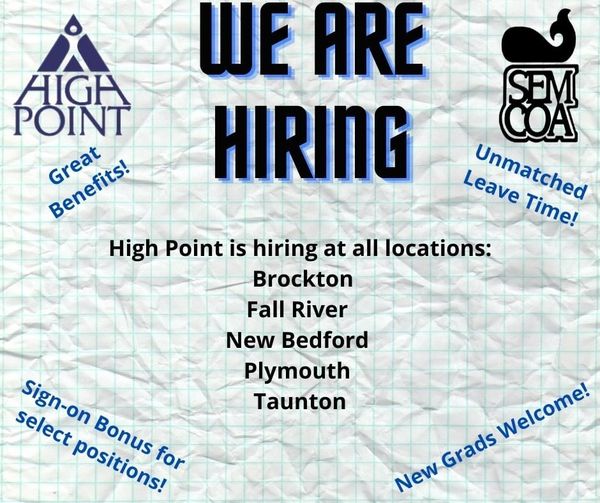 HIGH
POINT
WE ARE
HIRING
SEM
COA
Great
Benefits!
Unmatched
Leave Time!
High Point is hiring at all locations:
Brockton
Fall River
New Bedford
Plymouth
Taunton
Sign-on Bonus for
select positions!
New Grads Welcome!